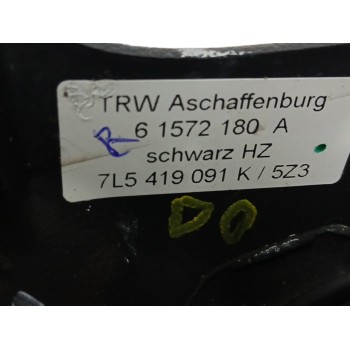 TRW Aschaffenburg
R 6 1572 180 A
schwarz HZ
7L5 419 091 K / 5Z3
DO